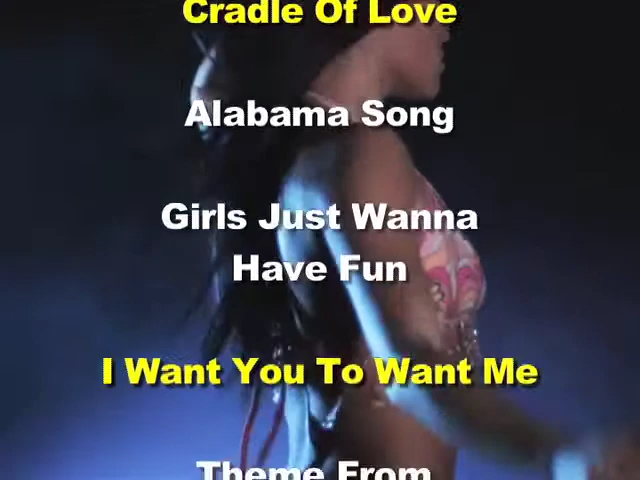 Cradle Of Love
Alabama Song
Girls Just Wanna
Have Fun
I Want You To Want Me
Theme From